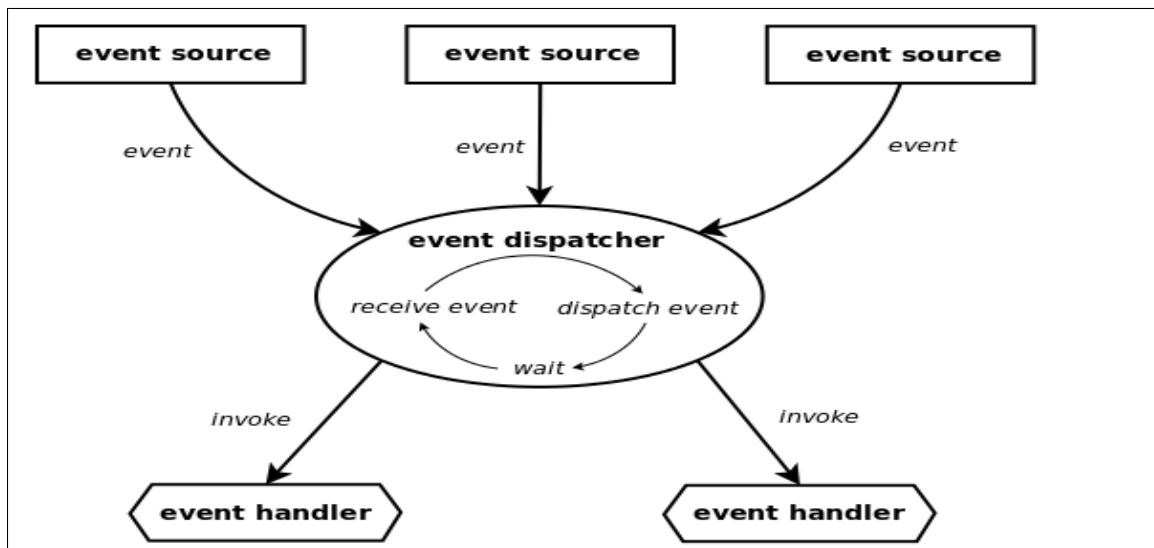 event source
event source
event source
event
event
event
event dispatcher
receive event
dispatch event
wait
invoke
invoke
event handler
event handler